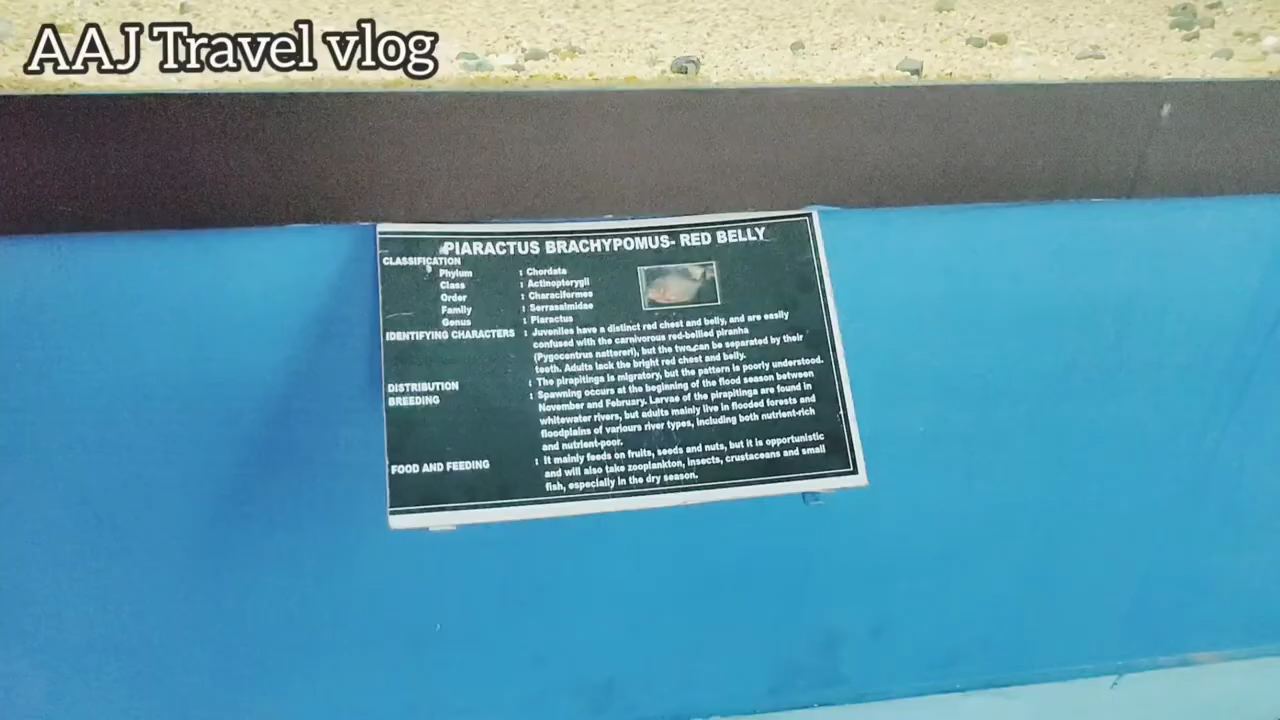 AAJ Travel vlog
PIARACTUS BRACHYPOMUS- RED BELLY
CLASSIFICATION
Phylum : Chordata
Class : Actinopterygii
Order : Characiformes
Family : Serrasalmidae
Genus : Piaractus
IDENTIFYING CHARACTERS : Juveniles have a distinct red chest and belly, and are easily
confused with the carnivorous red-bellied piranha
(Pygocentrus nattereri), but the two can be separated by their
teeth. Adults lack the bright red chest and belly.
DISTRIBUTION : The pirapitinga is migratory, but the pattern is poorly understood.
BREEDING : Spawning occurs at the beginning of the flood season between
November and February. Larvae of the pirapitinga are found in
whitewater rivers, but adults mainly live in flooded forests and
floodplains of variours river types, including both nutrient-rich
and nutrient-poor.
FOOD AND FEEDING : It mainly feeds on fruits, seeds and nuts, but it is opportunistic
and will also take zooplankton, insects, crustaceans and small
fish, especially in the dry season.